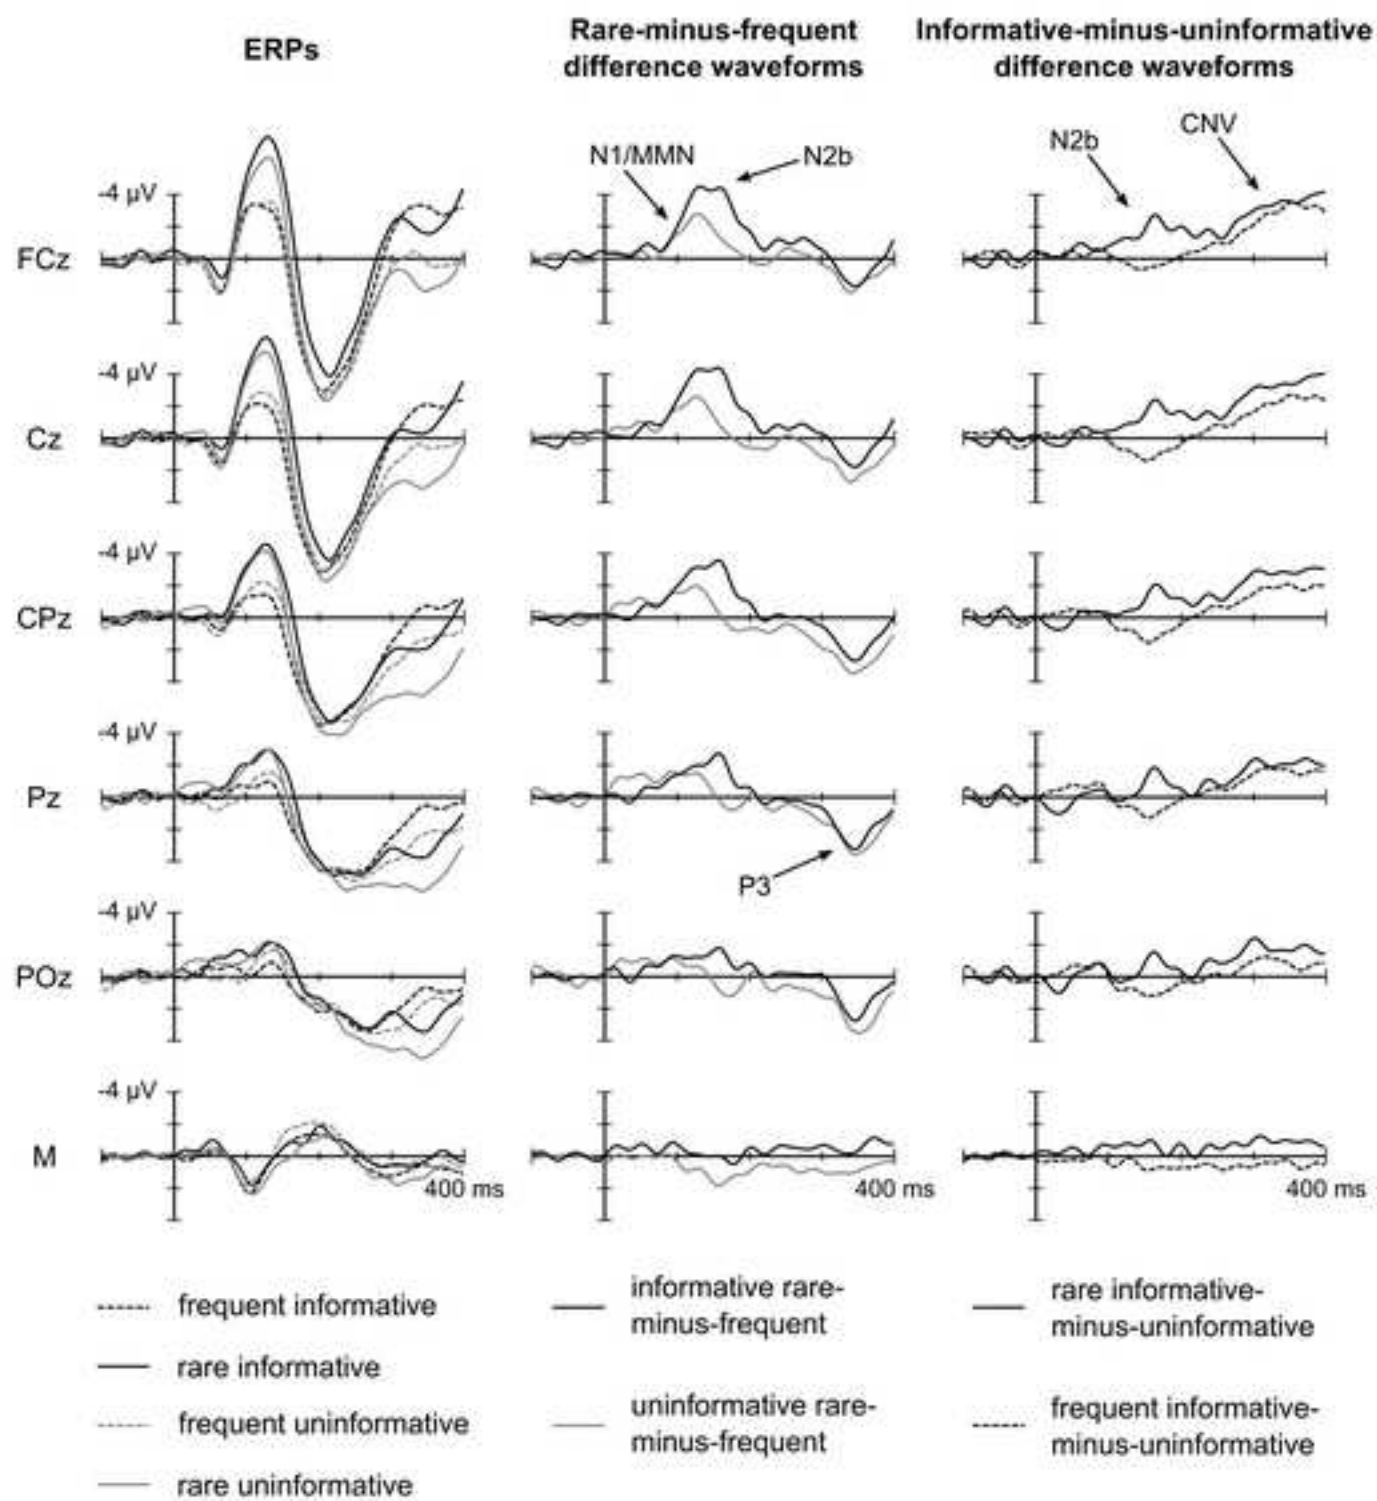 ERPs
Rare-minus-frequent
difference waveforms
Informative-minus-uninformative
difference waveforms
N1/MMN
N2b
N2b
CNV
-4 µV
FCz
-4 µV
Cz
-4 µV
CPz
-4 µV
Pz
P3
-4 µV
POz
-4 µV
M
400 ms
400 ms
400 ms
frequent informative
rare informative
frequent uninformative
rare uninformative
informative rare-
minus-frequent
uninformative rare-
minus-frequent
rare informative-
minus-uninformative
frequent informative-
minus-uninformative